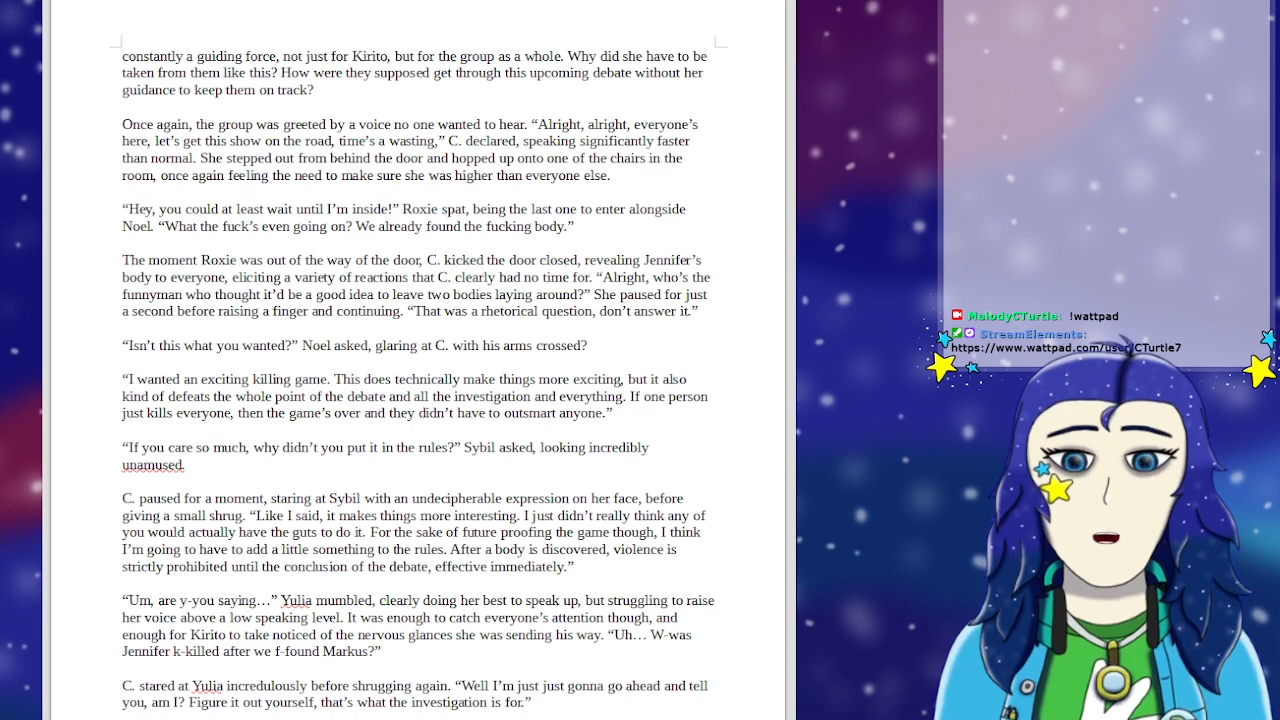 constantly a guiding force, not just for Kirito, but for the group as a whole. Why did she have to be
taken from them like this? How were they supposed get through this upcoming debate without her
guidance to keep them on track?
Once again, the group was greeted by a voice no one wanted to hear. “Alright, alright, everyone’s
here, let’s get this show on the road, time’s a wasting,” C. declared, speaking significantly faster
than normal. She stepped out from behind the door and hopped up onto one of the chairs in the
room, once again feeling the need to make sure she was higher than everyone else.
“Hey, you could at least wait until I’m inside!” Roxie spat, being the last one to enter alongside
Noel. “What the fuck’s even going on? We already found the fucking body.”
The moment Roxie was out of the way of the door, C. kicked the door closed, revealing Jennifer’s
body to everyone, eliciting a variety of reactions that C. clearly had no time for. “Alright, who’s the
funnyman who thought it’d be a good idea to leave two bodies laying around?” She paused for just
a second before raising a finger and continuing. “That was a rhetorical question, don’t answer it.”
“Isn’t this what you wanted?” Noel asked, glaring at C. with his arms crossed?
“I wanted an exciting killing game. This does technically make things more exciting, but it also
kind of defeats the whole point of the debate and all the investigation and everything. If one person
just kills everyone, then the game’s over and they didn’t have to outsmart anyone.”
“If you care so much, why didn’t you put it in the rules?” Sybil asked, looking incredibly
unamused.
C. paused for a moment, staring at Sybil with an undecipherable expression on her face, before
giving a small shrug. “Like I said, it makes things more interesting. I just didn’t really think any of
you would actually have the guts to do it. For the sake of future proofing the game though, I think
I’m going to have to add a little something to the rules. After a body is discovered, violence is
strictly prohibited until the conclusion of the debate, effective immediately.”
“Um, are y-you saying…” Yulia mumbled, clearly doing her best to speak up, but struggling to raise
her voice above a low speaking level. It was enough to catch everyone’s attention though, and
enough for Kirito to take noticed of the nervous glances she was sending his way. “Uh… W-was
Jennifer k-killed after we f-found Markus?”
C. stared at Yulia incredulously before shrugging again. “Well I’m just just gonna go ahead and tell
you, am I? Figure it out yourself, that’s what the investigation is for.”
MelodyCTurtle: !wattpad
StreamElements:
https://www.wattpad.com/user/CTurtle7